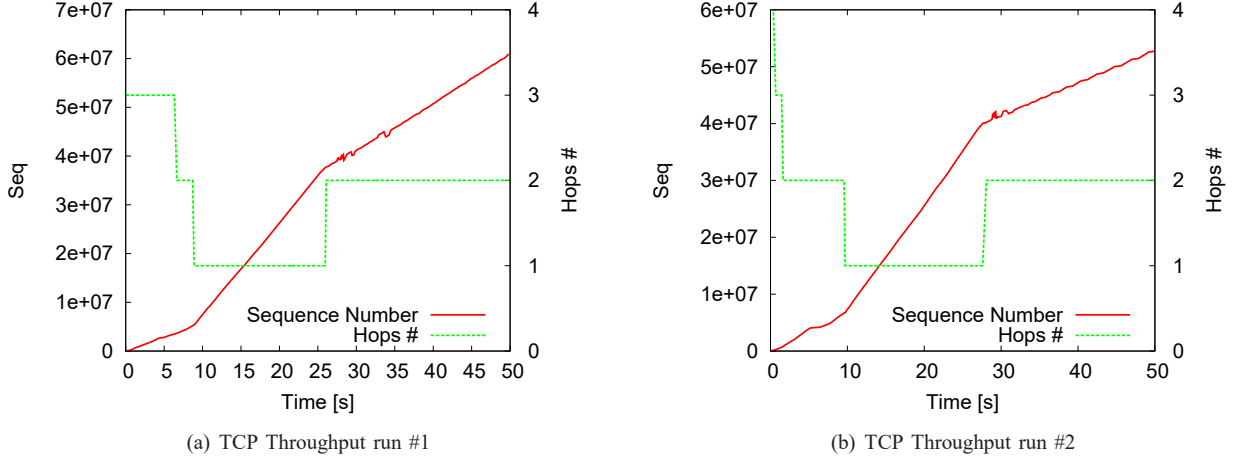 7e+07
6e+07
5e+07
4e+07
3e+07
2e+07
1e+07
0
Seq
4
3
2
1
0
Hops #
Sequence Number
Hops #
0 5 10 15 20 25 30 35 40 45 50
Time [s]
(a) TCP Throughput run #1
6e+07
5e+07
4e+07
3e+07
2e+07
1e+07
0
Seq
4
3
2
1
0
Hops #
Sequence Number
Hops #
0 10 20 30 40 50
Time [s]
(b) TCP Throughput run #2